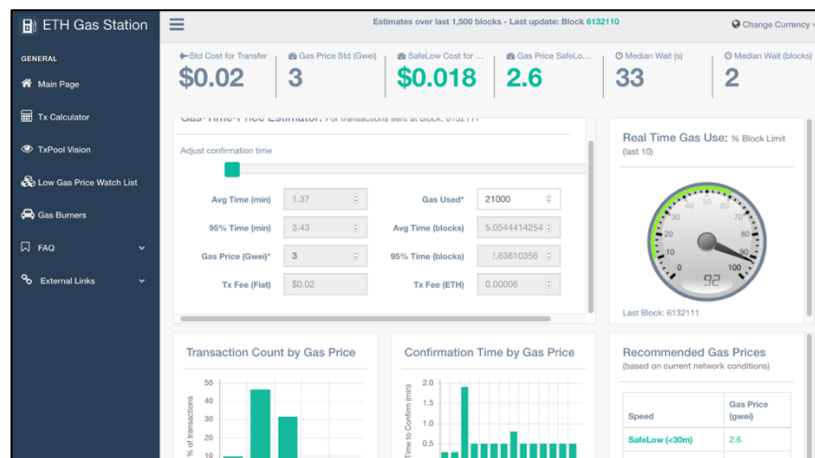 ETH Gas Station
Estimates over last 1,500 blocks - Last update: Block 6132110
Change Currency
GENERAL
Main Page
Tx Calculator
TxPool Vision
Low Gas Price Watch List
Gas Burners
FAQ
External Links
Std Cost for Transfer
$0.02
Gas Price Std (Gwei)
3
SafeLow Cost for ...
$0.018
Gas Price SafeLo...
2.6
Median Wait (s)
33
Median Wait (blocks)
2
Gas-Time-Price Estimator: For transactions sent at block: 6132111
Adjust confirmation time
Avg Time (min) 1.37
Gas Used* 21000
95% Time (min) 3.43
Avg Time (blocks) 5.0544414254
Gas Price (Gwei)* 3
95% Time (blocks) !.63610356
Tx Fee (Fiat) $0.02
Tx Fee (ETH) 0.00006
Real Time Gas Use: % Block Limit
(last 10)
0 10 20 30 40 50 60 70 80 90 100
92
Last Block: 6132111
Transaction Count by Gas Price
50
40
30
20
10
% of transactions
Confirmation Time by Gas Price
2.0
1.5
1.0
0.5
Time to Confirm (min)
Recommended Gas Prices
(based on current network conditions)
Speed
Gas Price
(gwei)
SafeLow (<30m) 2.6